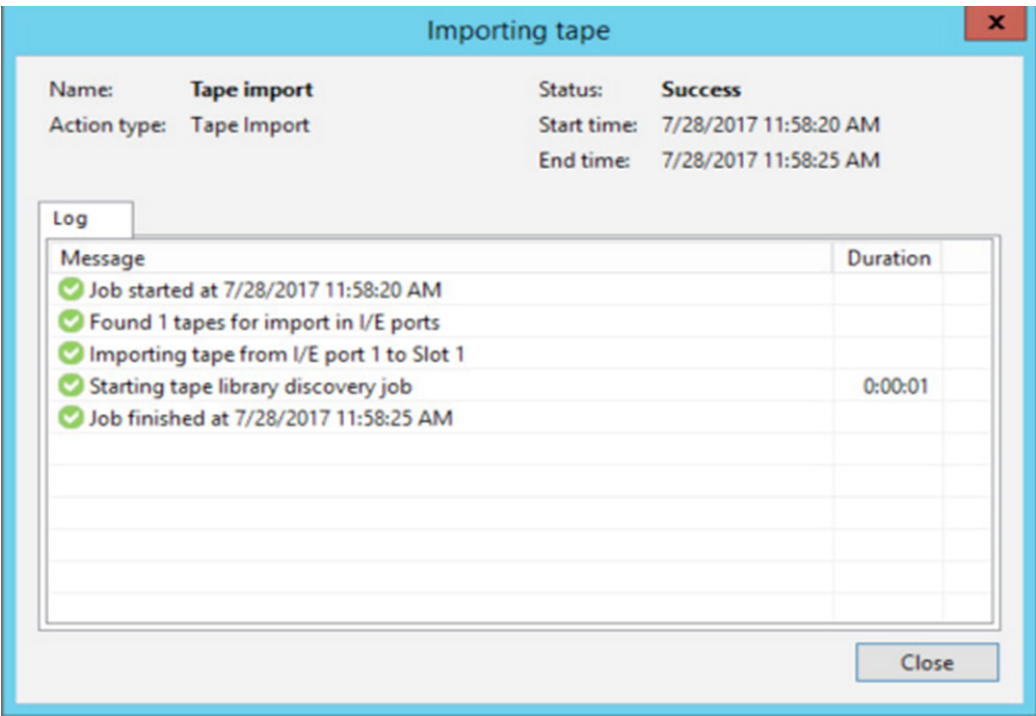 Importing tape
x
Name: Tape import Status: Success
Action type: Tape Import Start time: 7/28/2017 11:58:20 AM
End time: 7/28/2017 11:58:25 AM
Log
Message Duration
Job started at 7/28/2017 11:58:20 AM
Found 1 tapes for import in I/E ports
Importing tape from I/E port 1 to Slot 1
Starting tape library discovery job 0:00:01
Job finished at 7/28/2017 11:58:25 AM
Close